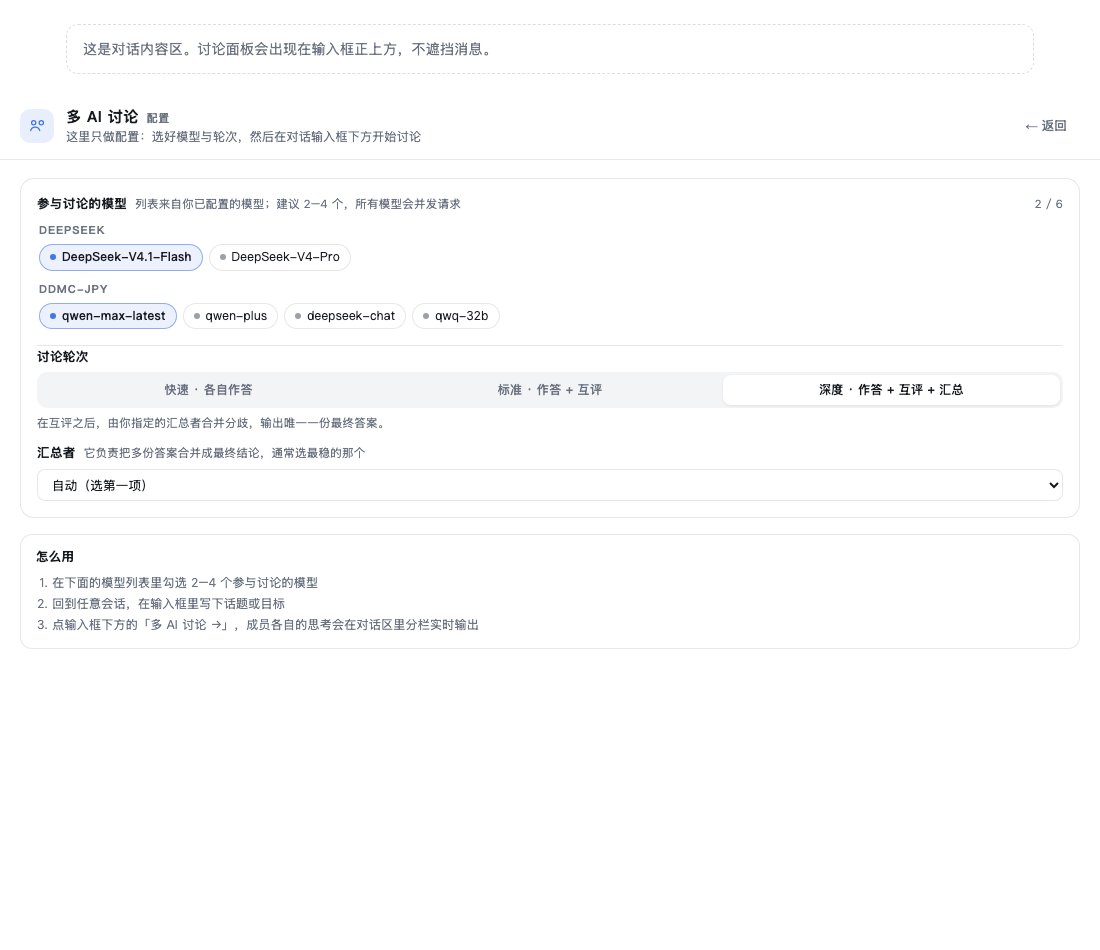 这是对话内容区。讨论面板会出现在输入框正上方，不遮挡消息。
多 AI 讨论 配置
这里只做配置：选好模型与轮次，然后在对话输入框下方开始讨论
← 返回
参与讨论的模型 列表来自你已配置的模型；建议 2–4 个，所有模型会并发请求 2 / 6
DEEPSEEK
DeepSeek-V4.1-Flash DeepSeek-V4-Pro
DDMC-JPY
qwen-max-latest qwen-plus deepseek-chat qwq-32b
讨论轮次
快速 · 各自作答 标准 · 作答 + 互评 深度 · 作答 + 互评 + 汇总
在互评之后，由你指定的汇总者合并分歧，输出唯一一份最终答案。
汇总者 它负责把多份答案合并成最终结论，通常选最稳的那个
自动（选第一项）
怎么用
1. 在下面的模型列表里勾选 2–4 个参与讨论的模型
2. 回到任意会话，在输入框里写下话题或目标
3. 点输入框下方的「多 AI 讨论 →」，成员各自的思考会在对话区里分栏实时输出